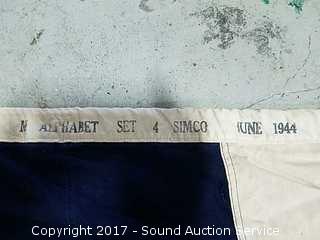 N ALPHABET SET 4 SIMCO JUNE 1944
Copyright 2017 - Sound Auction Service